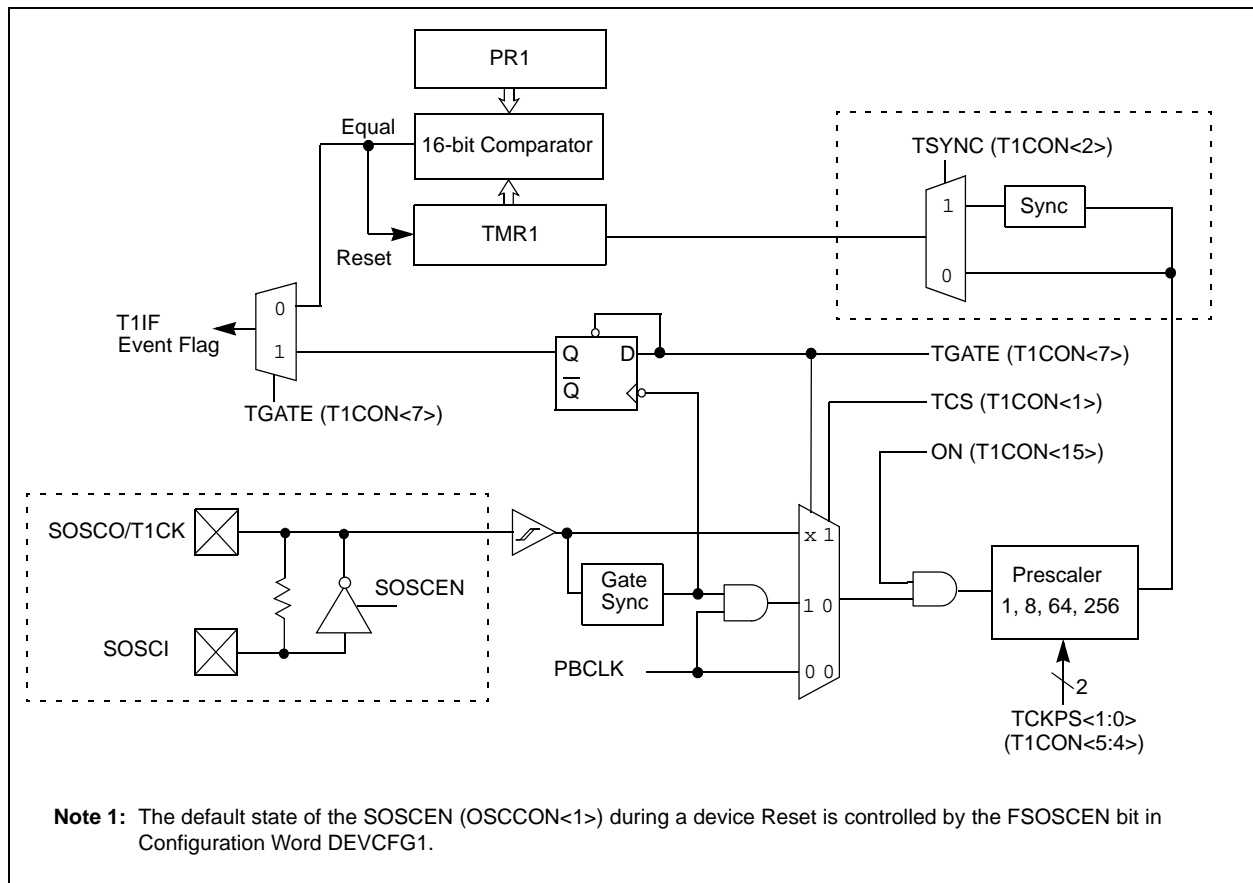 PR1
Equal
16-bit Comparator
TSYNC (T1CON<2>)
1
Sync
TMR1
Reset
0
0
T1IF
Event Flag
1
Q
D
Q
TGATE (T1CON<7>)
TGATE (T1CON<7>)
TCS (T1CON<1>)
ON (T1CON<15>)
SOSCO/T1CK
x 1
SOSCEN
Gate
Sync
1 0
Prescaler
1, 8, 64, 256
SOSCI
PBCLK
0 0
2
TCKPS<1:0>
(T1CON<5:4>)
Note 1: The default state of the SOSCEN (OSCCON<1>) during a device Reset is controlled by the FSOSCEN bit in
Configuration Word DEVCFG1.